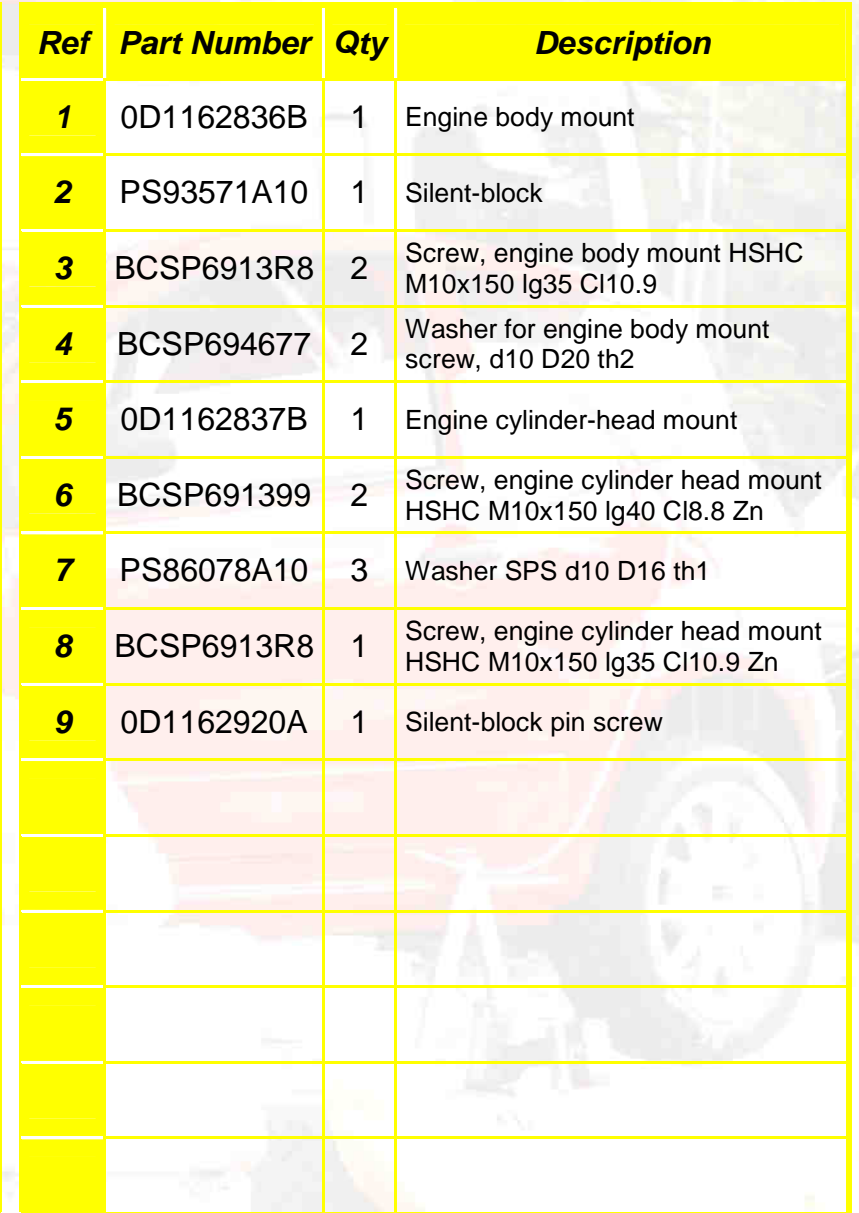 Ref Part Number Qty Description
1 0D1162836B 1 Engine body mount
2 PS93571A10 1 Silent-block
3 BCSP6913R8 2 Screw, engine body mount HSHC
M10x150 lg35 Cl10.9
4 BCSP694677 2 Washer for engine body mount
screw, d10 D20 th2
5 0D1162837B 1 Engine cylinder-head mount
6 BCSP691399 2 Screw, engine cylinder head mount
HSHC M10x150 lg40 Cl8.8 Zn
7 PS86078A10 3 Washer SPS d10 D16 th1
8 BCSP6913R8 1 Screw, engine cylinder head mount
HSHC M10x150 lg35 Cl10.9 Zn
9 0D1162920A 1 Silent-block pin screw